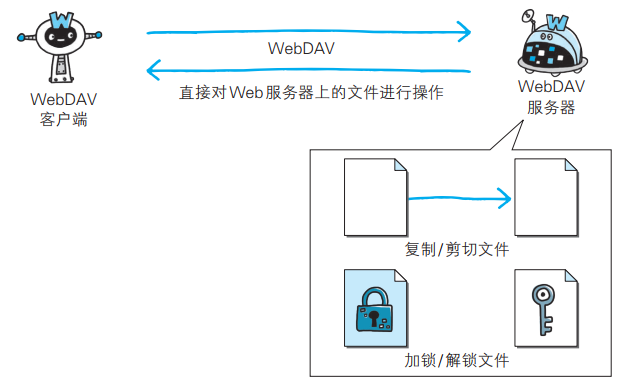 W
W
WebDAV
直接对Web服务器上的文件进行操作
WebDAV
客户端
WebDAV
服务器
复制/剪切文件
加锁/解锁文件